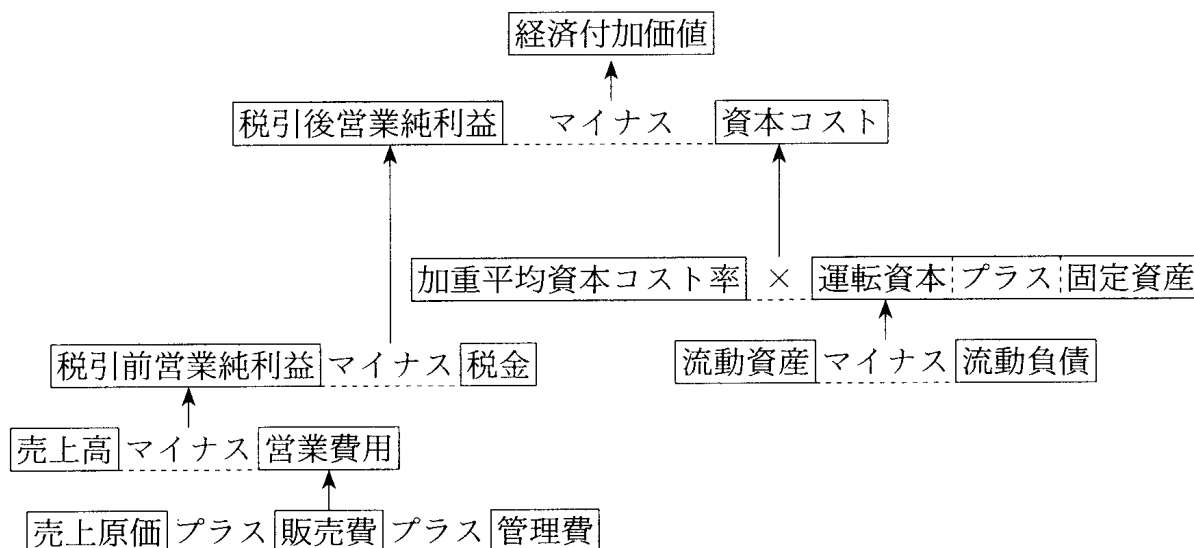 経済付加価値
税引後営業純利益 マイナス 資本コスト
加重平均資本コスト率 × 運転資本 プラス 固定資産
税引前営業純利益 マイナス 税金 流動資産 マイナス 流動負債
売上高 マイナス 営業費用
売上原価 プラス 販売費 プラス 管理費